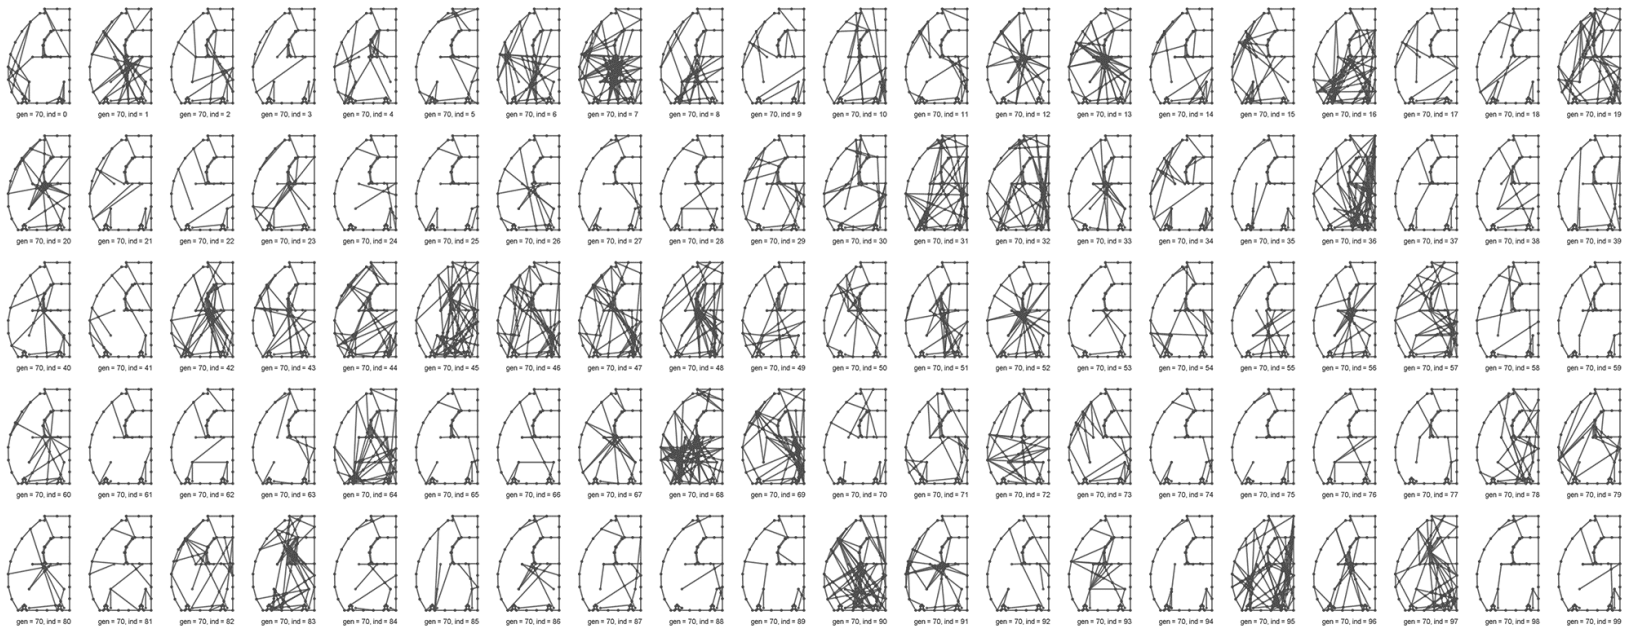 gen = 70, ind = 0 gen = 70, ind = 1 gen = 70, ind = 2 gen = 70, ind = 3 gen = 70, ind = 4 gen = 70, ind = 5 gen = 70, ind = 6 gen = 70, ind = 7 gen = 70, ind = 8 gen = 70, ind = 9 gen = 70, ind = 10 gen = 70, ind = 11 gen = 70, ind = 12 gen = 70, ind = 13 gen = 70, ind = 14 gen = 70, ind = 15 gen = 70, ind = 16 gen = 70, ind = 17 gen = 70, ind = 18 gen = 70, ind = 19
gen = 70, ind = 20 gen = 70, ind = 21 gen = 70, ind = 22 gen = 70, ind = 23 gen = 70, ind = 24 gen = 70, ind = 25 gen = 70, ind = 26 gen = 70, ind = 27 gen = 70, ind = 28 gen = 70, ind = 29 gen = 70, ind = 30 gen = 70, ind = 31 gen = 70, ind = 32 gen = 70, ind = 33 gen = 70, ind = 34 gen = 70, ind = 35 gen = 70, ind = 36 gen = 70, ind = 37 gen = 70, ind = 38 gen = 70, ind = 39
gen = 70, ind = 40 gen = 70, ind = 41 gen = 70, ind = 42 gen = 70, ind = 43 gen = 70, ind = 44 gen = 70, ind = 45 gen = 70, ind = 46 gen = 70, ind = 47 gen = 70, ind = 48 gen = 70, ind = 49 gen = 70, ind = 50 gen = 70, ind = 51 gen = 70, ind = 52 gen = 70, ind = 53 gen = 70, ind = 54 gen = 70, ind = 55 gen = 70, ind = 56 gen = 70, ind = 57 gen = 70, ind = 58 gen = 70, ind = 59
gen = 70, ind = 60 gen = 70, ind = 61 gen = 70, ind = 62 gen = 70, ind = 63 gen = 70, ind = 64 gen = 70, ind = 65 gen = 70, ind = 66 gen = 70, ind = 67 gen = 70, ind = 68 gen = 70, ind = 69 gen = 70, ind = 70 gen = 70, ind = 71 gen = 70, ind = 72 gen = 70, ind = 73 gen = 70, ind = 74 gen = 70, ind = 75 gen = 70, ind = 76 gen = 70, ind = 77 gen = 70, ind = 78 gen = 70, ind = 79
gen = 70, ind = 80 gen = 70, ind = 81 gen = 70, ind = 82 gen = 70, ind = 83 gen = 70, ind = 84 gen = 70, ind = 85 gen = 70, ind = 86 gen = 70, ind = 87 gen = 70, ind = 88 gen = 70, ind = 89 gen = 70, ind = 90 gen = 70, ind = 91 gen = 70, ind = 92 gen = 70, ind = 93 gen = 70, ind = 94 gen = 70, ind = 95 gen = 70, ind = 96 gen = 70, ind = 97 gen = 70, ind = 98 gen = 70, ind = 99